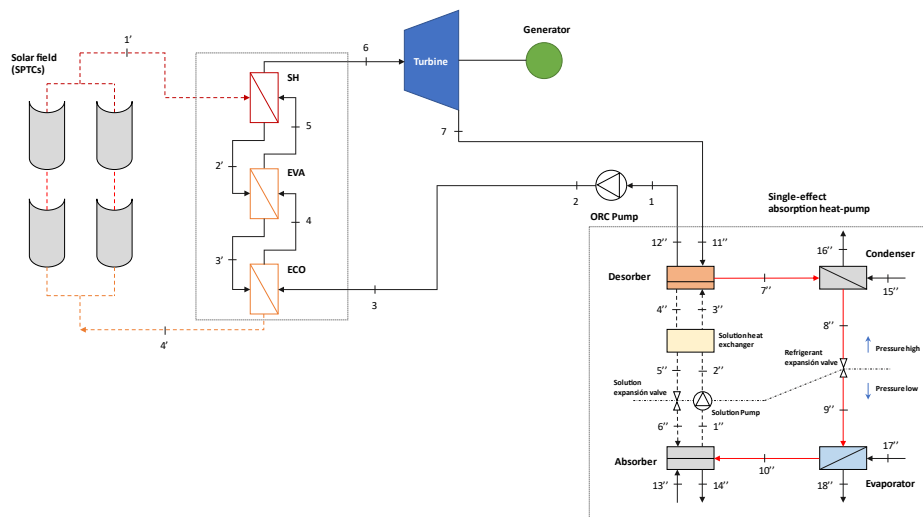 1’
Solar field
(SPTCs)
6
Turbine
Generator
SH
5
7
2’
EVA
4
3’
ECO
3
4’
2
1
ORC Pump
Single-effect
absorption heat-pump
12’’
11’’
16’’
Condenser
Desorber
7’’
15’’
4’’
3’’
8’’
Solution heat
exchanger
Refrigerant
expansión valve
Pressure high
5’’
2’’
Solution
expansión valve
Pressure low
Solution Pump
9’’
6’’
1’’
17’’
Absorber
10’’
Evaporator
13’’
14’’
18’’